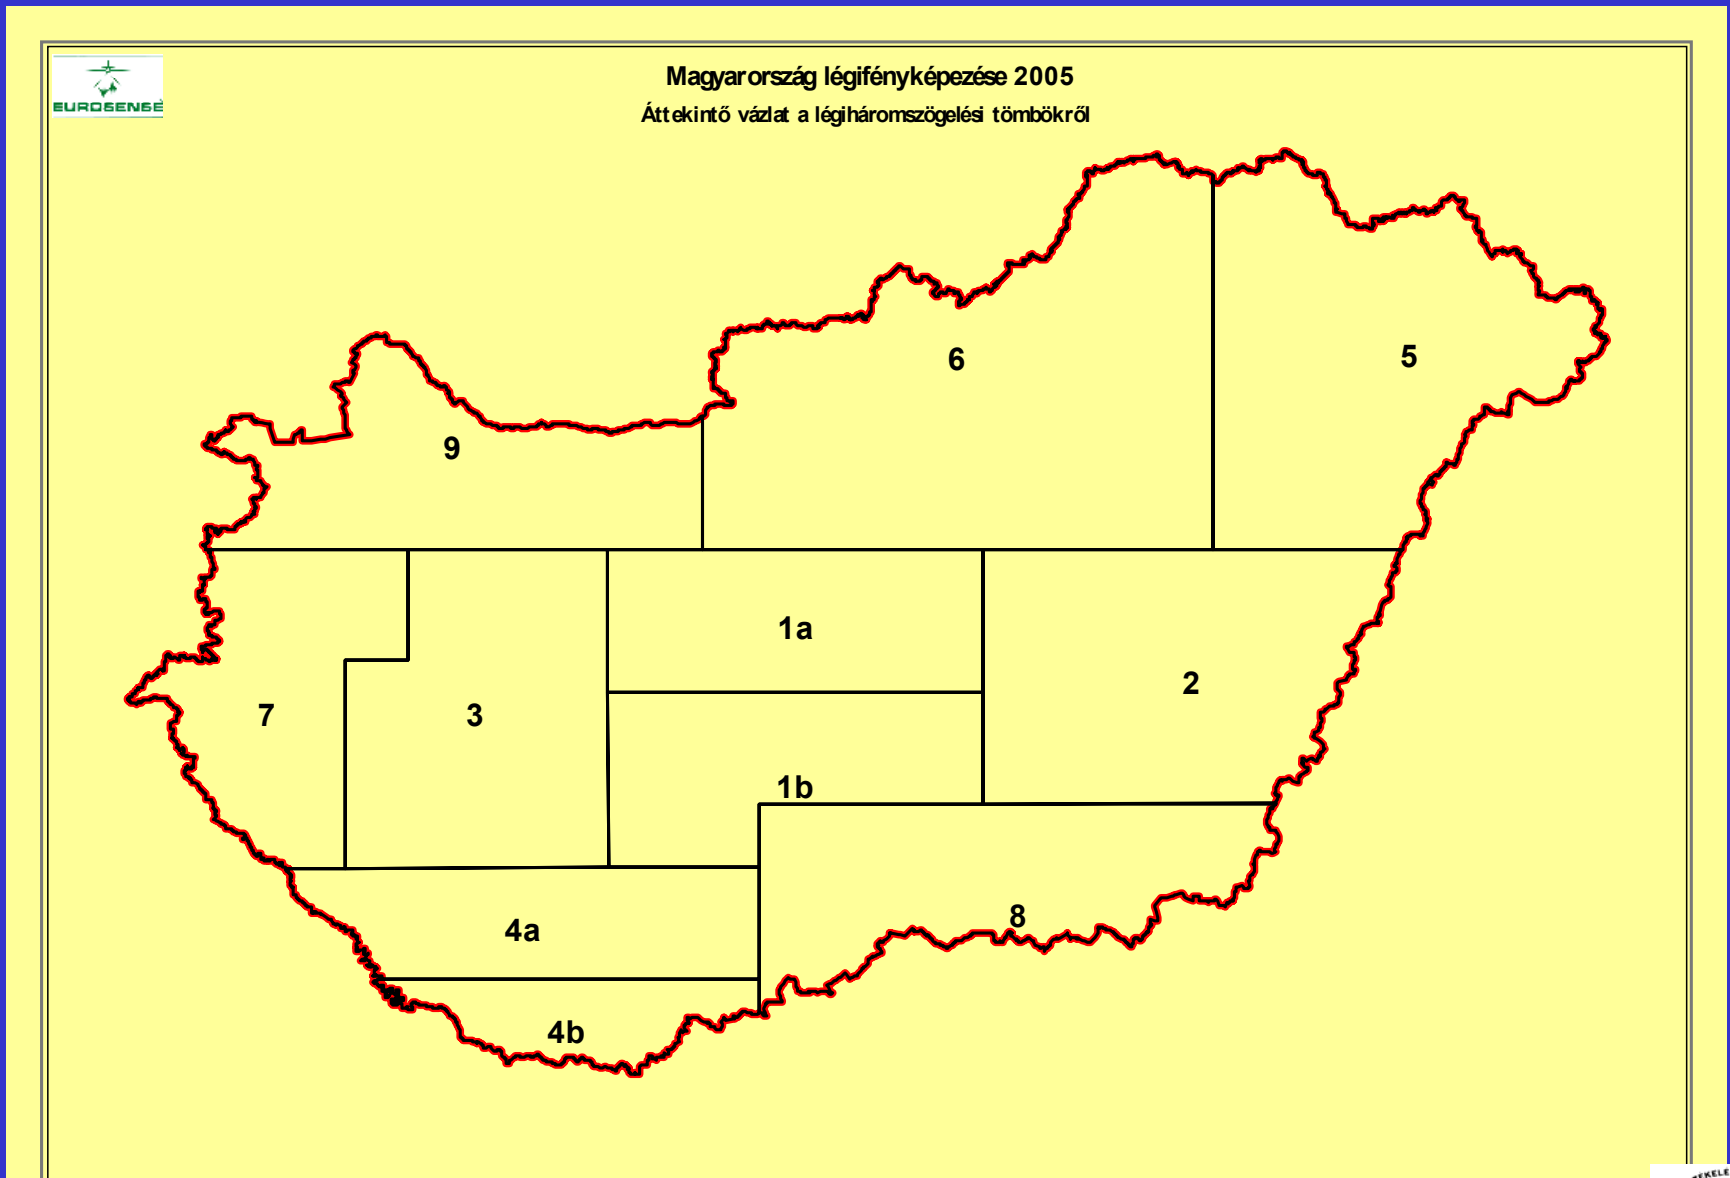 EUROSENSE
Magyarország légifényképezése 2005
Áttekintő vázlat a légiháromszögelési tömbökről
6
5
9
1a
2
7
3
1b
8
4a
4b